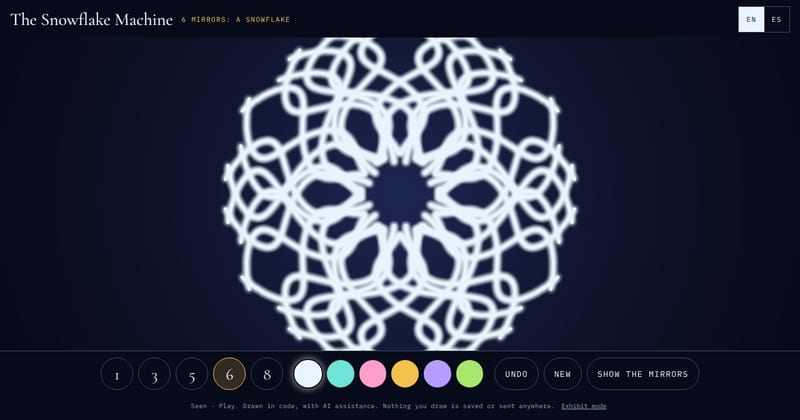 The Snowflake Machine 6 MIRRORS: A SNOWFLAKE EN ES
1 3 5 6 8 UNDO NEW SHOW THE MIRRORS
Seen · Play. Drawn in code, with AI assistance. Nothing you draw is saved or sent anywhere. Exhibit mode